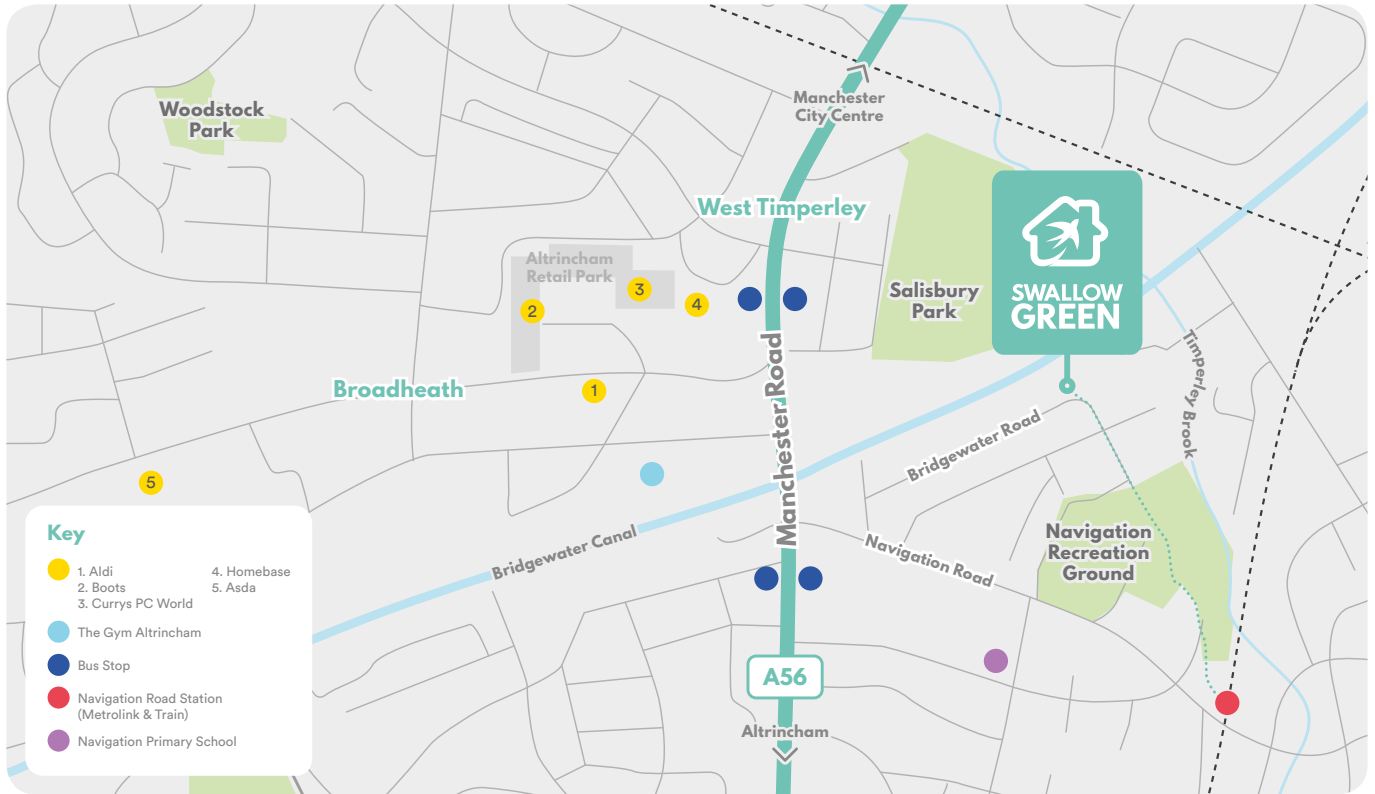 Woodstock
Park
Manchester
City Centre
West Timperley
Altrincham
Retail Park
3
4
2
Salisbury
Park
SWALLOW
GREEN
Manchester Road
Timperley Brook
Broadheath
1
Bridgewater Road
5
Bridgewater Canal
Navigation Road
Navigation
Recreation
Ground
A56
Altrincham
Key
1. Aldi
2. Boots
3. Currys PC World
4. Homebase
5. Asda
The Gym Altrincham
Bus Stop
Navigation Road Station
(Metrolink & Train)
Navigation Primary School